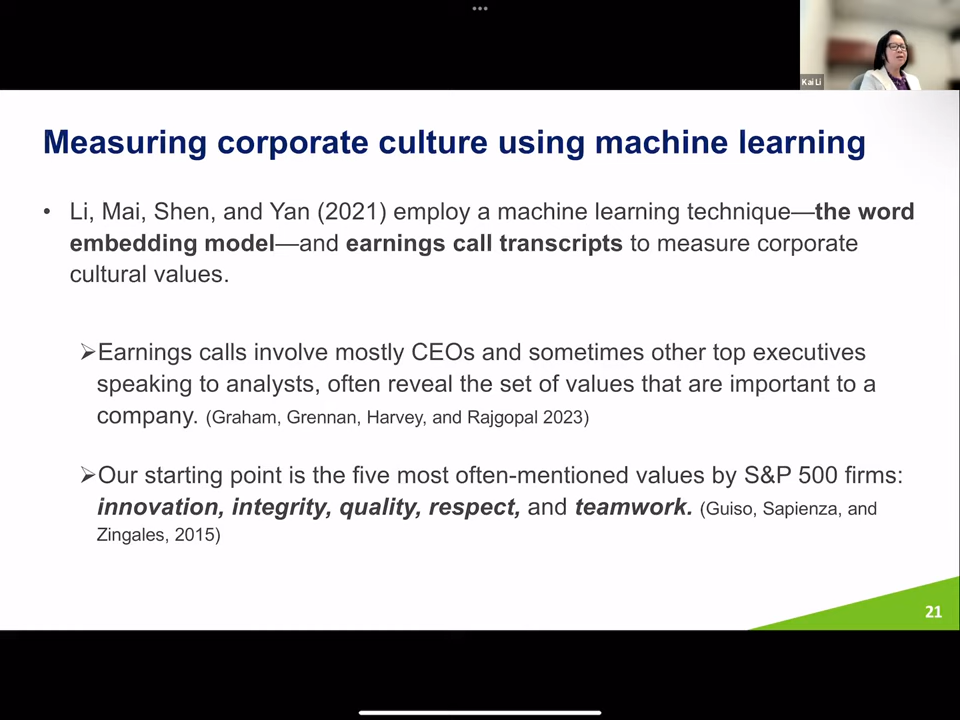 Kai Li
Measuring corporate culture using machine learning
• Li, Mai, Shen, and Yan (2021) employ a machine learning technique—the word
embedding model—and earnings call transcripts to measure corporate
cultural values.
➢Earnings calls involve mostly CEOs and sometimes other top executives
speaking to analysts, often reveal the set of values that are important to a
company. (Graham, Grennan, Harvey, and Rajgopal 2023)
➢Our starting point is the five most often-mentioned values by S&P 500 firms:
innovation, integrity, quality, respect, and teamwork. (Guiso, Sapienza, and
Zingales, 2015)
21